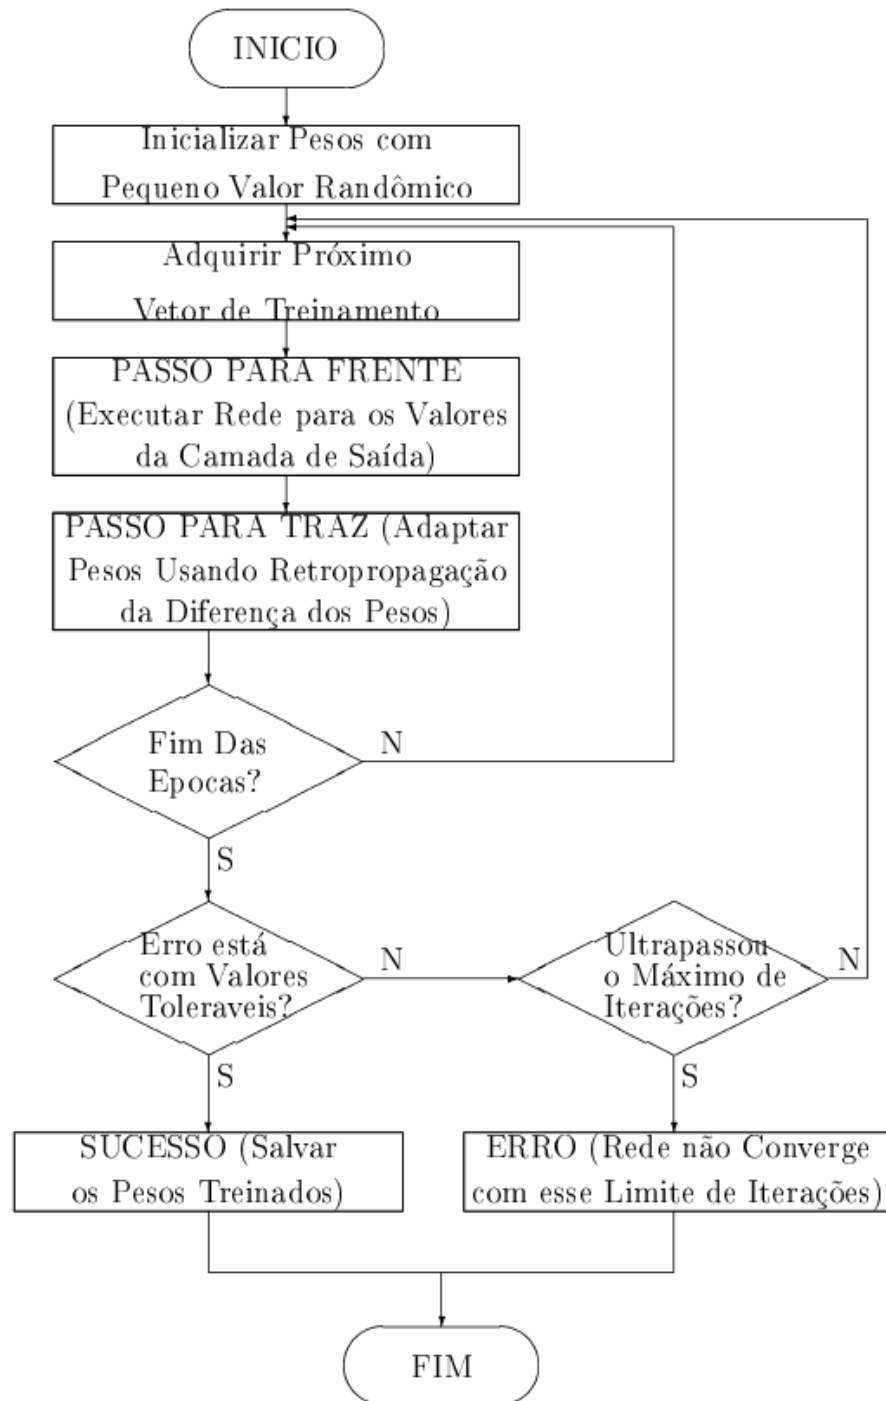 INICIO
Inicializar Pesos com
Pequeno Valor Randômico
Adquirir Próximo
Vetor de Treinamento
PASSO PARA FRENTE
(Executar Rede para os Valores
da Camada de Saída)
PASSO PARA TRAZ (Adaptar
Pesos Usando Retropropagação
da Diferença dos Pesos)
Fim Das
Epocas?
N
S
Erro está
com Valores
Toleraveis?
N
S
Ultrapassou
o Máximo de
Iterações?
N
S
SUCESSO (Salvar
os Pesos Treinados)
ERRO (Rede não Converge
com esse Limite de Iterações)
FIM